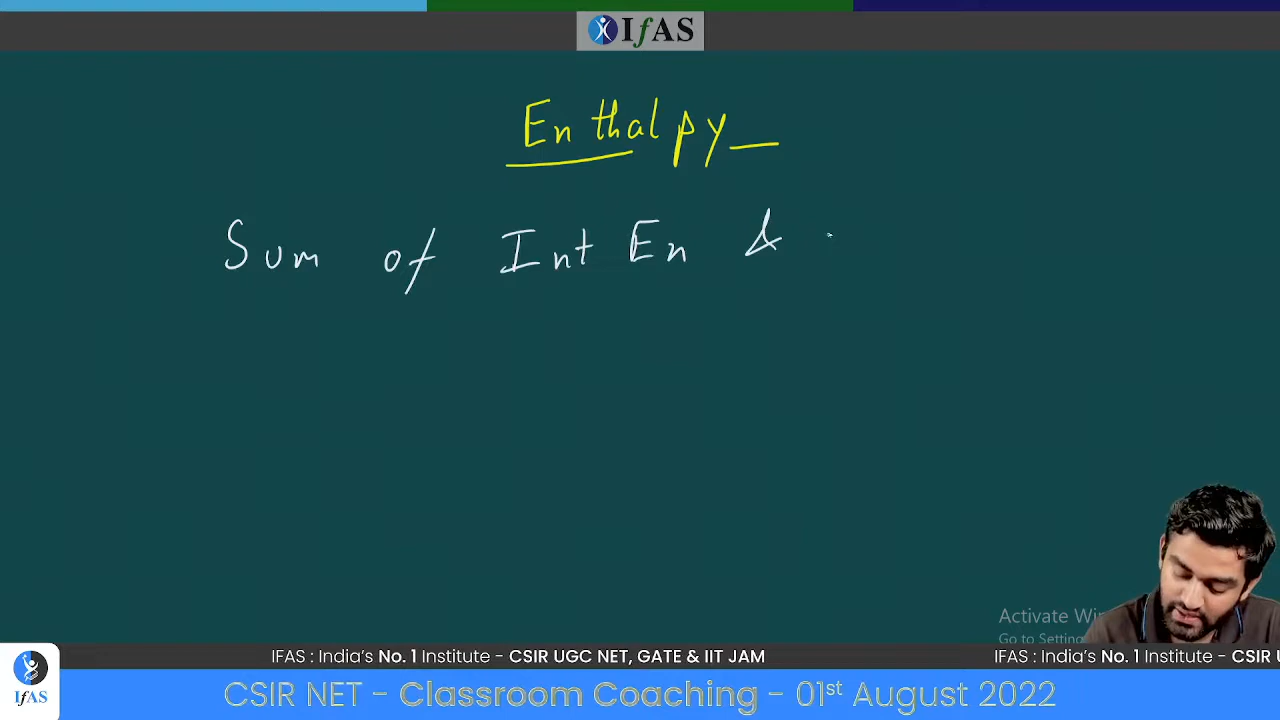 IfAS
Enthalpy
Sum of Int En &
Activate Wi
Go to Setting
IFAS : India's No. 1 Institute - CSIR UGC NET, GATE & IIT JAM
IFAS : India's No. 1 Institute - CSIR U
IfAS
CSIR NET - Classroom Coaching - 01st August 2022